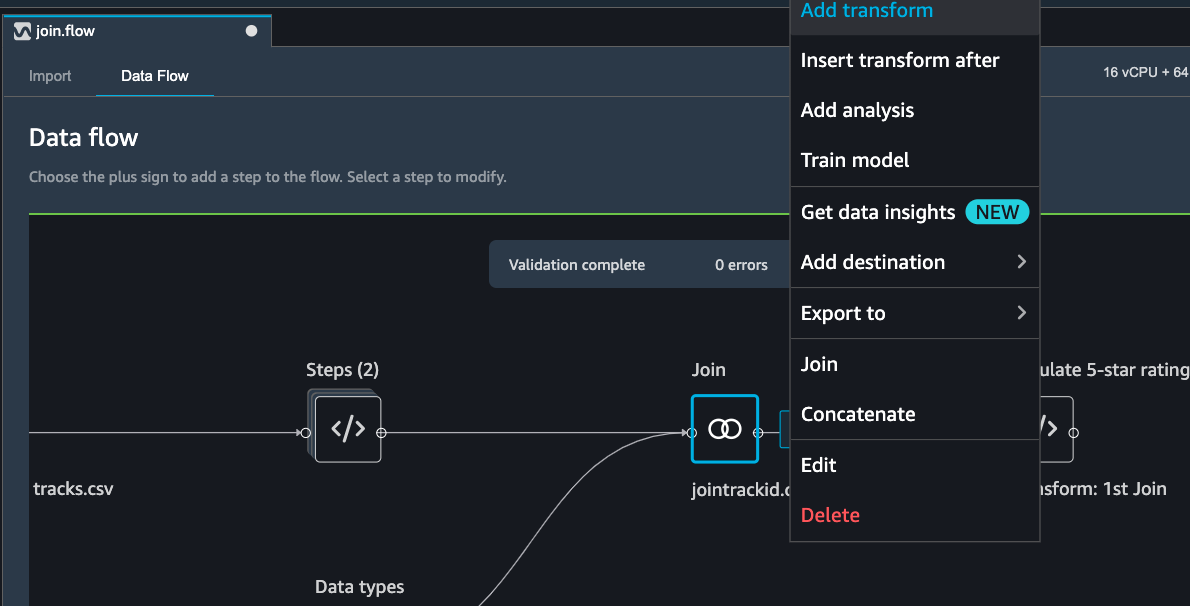 join.flow
Import
Data Flow
16 vCPU + 64
Data flow
Choose the plus sign to add a step to the flow. Select a step to modify.
Validation complete
0 errors
Add transform
Insert transform after
Add analysis
Train model
Get data insights NEW
Add destination
Export to
Join
Concatenate
Edit
Delete
Steps (2)
Join
ulate 5-star rating
tracks.csv
jointrackid.
nsform: 1st Join
Data types